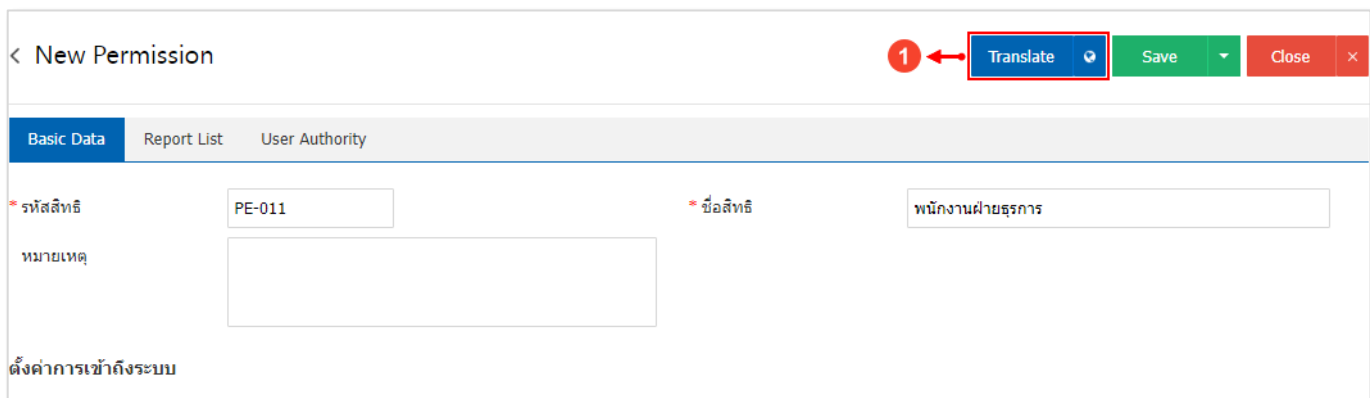 New Permission
1
Translate
Save
Close
Basic Data
Report List
User Authority
* รหัสสิทธิ
PE-011
* ชื่อสิทธิ
พนักงานฝ่ายธุรการ
หมายเหตุ
ตั้งค่าการเข้าถึงระบบ